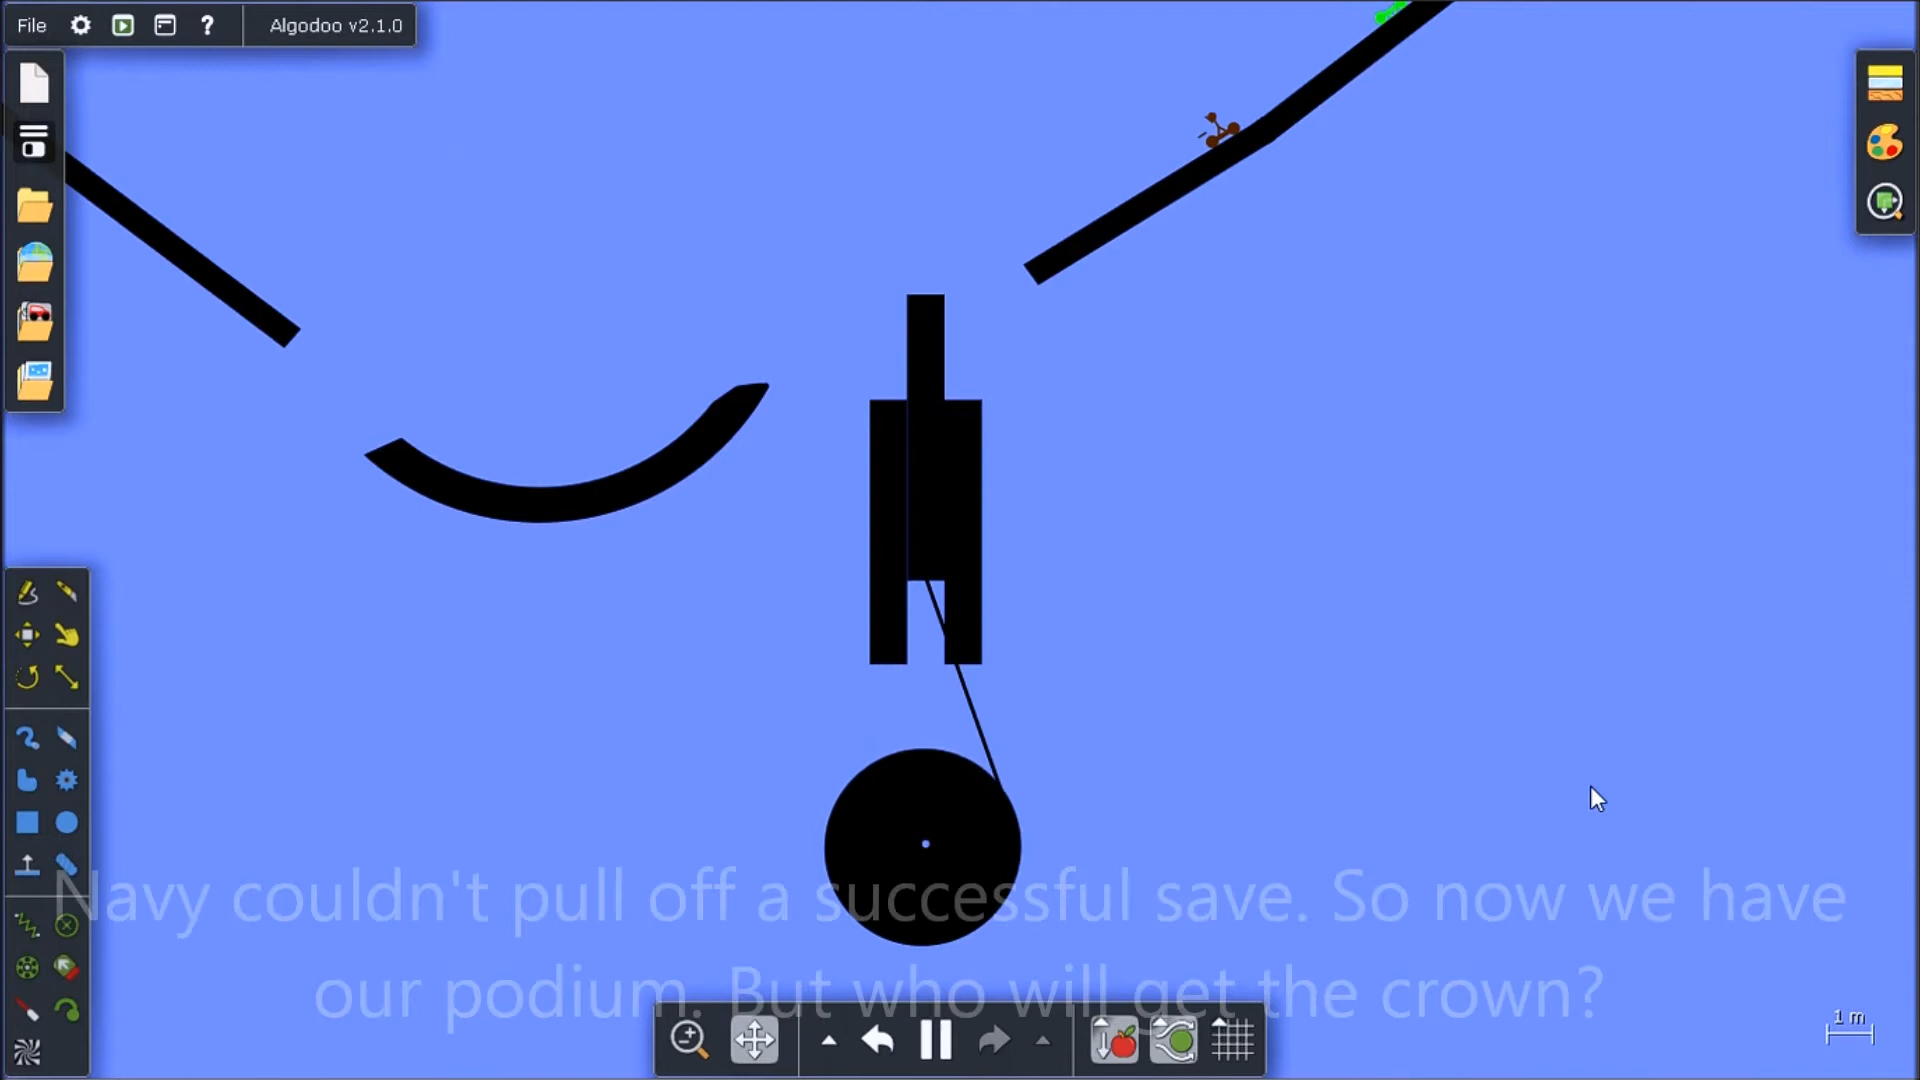 File
?
Algodoo v2.1.0
Navy couldn't pull off a successful save. So now we have
our podium. But who will get the crown?
1 m